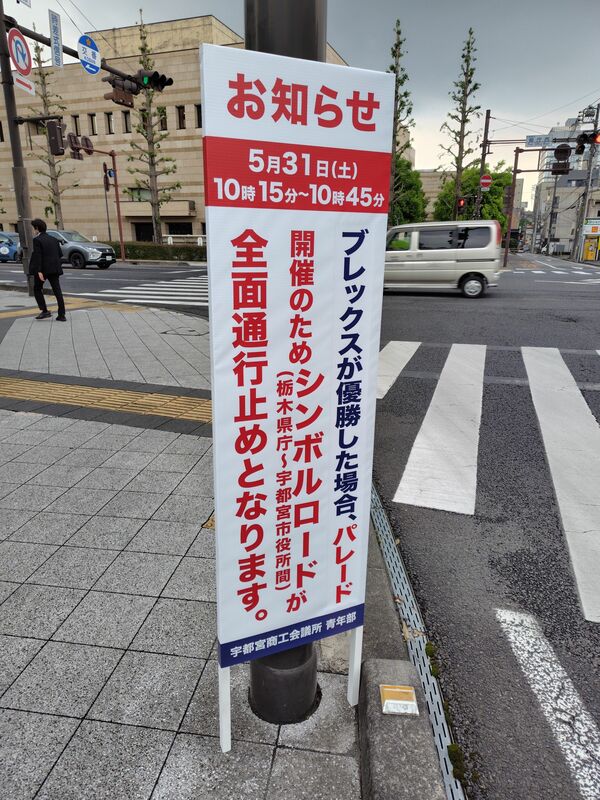 お知らせ
5月31日(土)
10時15分~10時45分
ブレックスが優勝した場合、パレード
開催のためシンボルロードが
(栃木県庁~宇都宮市役所間)
全面通行止めとなります。
宇都宮商工会議所 青年部